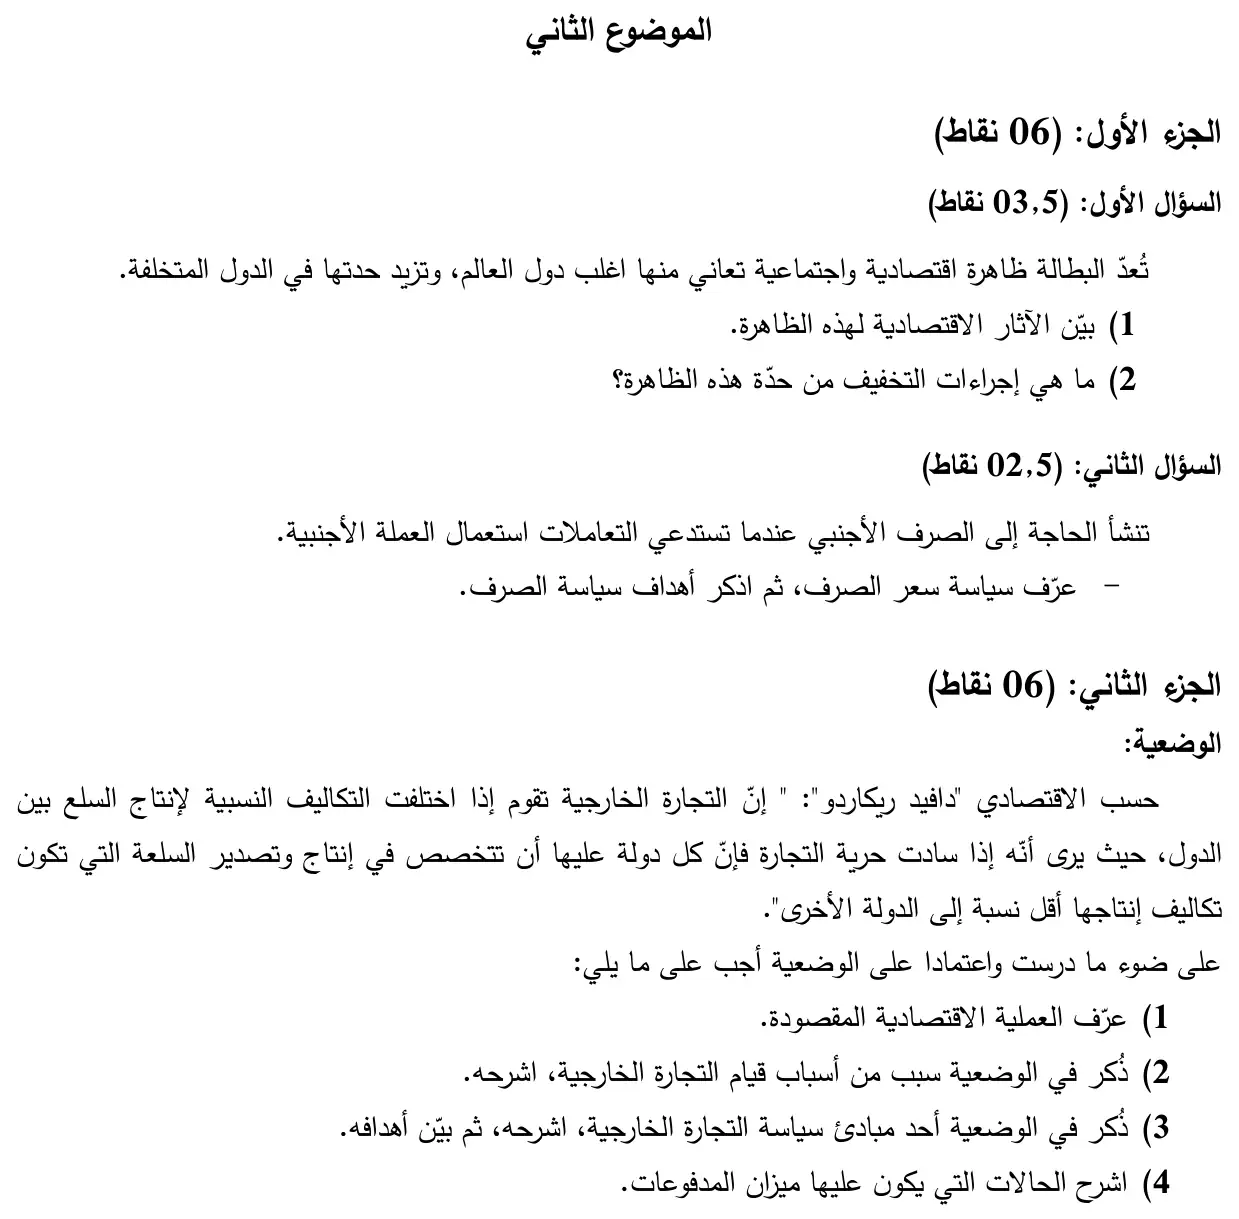 الموضوع الثاني
الجزء الأول: (06 نقاط)
السؤال الأول: (03,5 نقاط)
تُعدّ البطالة ظاهرة اقتصادية واجتماعية تعاني منها اغلب دول العالم، وتزيد حدتها في الدول المتخلفة.
1) بيّن الآثار الاقتصادية لهذه الظاهرة.
2) ما هي إجراءات التخفيف من حدّة هذه الظاهرة؟
السؤال الثاني: (02,5 نقاط)
تنشأ الحاجة إلى الصرف الأجنبي عندما تستدعي التعاملات استعمال العملة الأجنبية.
- عرّف سياسة سعر الصرف، ثم اذكر أهداف سياسة الصرف.
الجزء الثاني: (06 نقاط)
الوضعية:
حسب الاقتصادي "دافيد ريكاردو": " إنّ التجارة الخارجية تقوم إذا اختلفت التكاليف النسبية لإنتاج السلع بين
الدول، حيث يرى أنّه إذا سادت حرية التجارة فإنّ كل دولة عليها أن تتخصص في إنتاج وتصدير السلعة التي تكون
تكاليف إنتاجها أقل نسبة إلى الدولة الأخرى".
على ضوء ما درست واعتمادا على الوضعية أجب على ما يلي:
1) عرّف العملية الاقتصادية المقصودة.
2) ذُكر في الوضعية سبب من أسباب قيام التجارة الخارجية، اشرحه.
3) ذُكر في الوضعية أحد مبادئ سياسة التجارة الخارجية، اشرحه، ثم بيّن أهدافه.
4) اشرح الحالات التي يكون عليها ميزان المدفوعات.